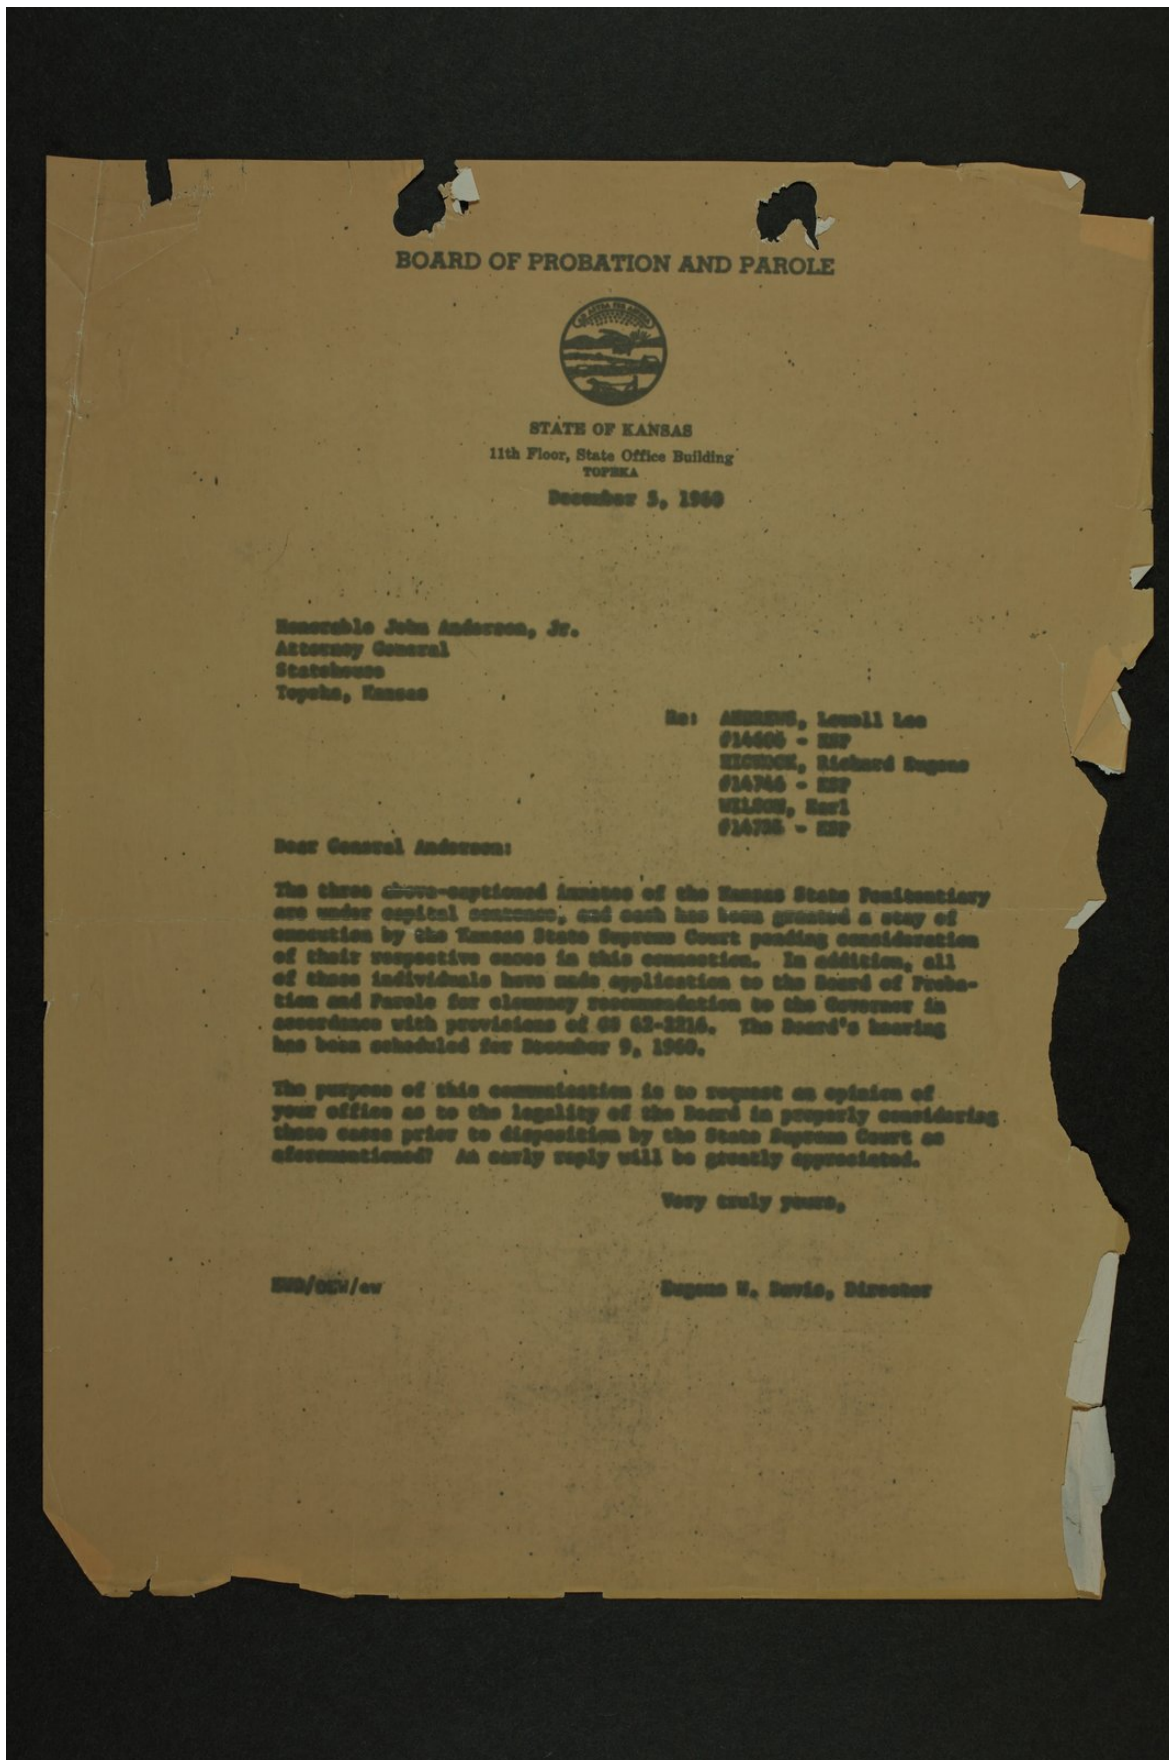 BOARD OF PROBATION AND PAROLE
STATE OF KANSAS
11th Floor, State Office Building
TOPEKA
December 5, 1960
Honorable John Anderson, Jr.
Attorney General
Statehouse
Topeka, Kansas
Re: ANDREWS, Lowell Lee
- KSP
HICKOCK, Richard Eugene
#14746 - KSP
WILSON, Earl
- KSP
Dear General Anderson:
The three above-captioned inmates of the Kansas State Penitentiary
are under capital sentence, and each has been granted a stay of
execution by the Kansas State Supreme Court pending consideration
of their respective cases in this connection. In addition, all
of these individuals have made application to the Board of Proba-
tion and Parole for clemency recommendation to the Governor in
accordance with provisions of GS 62-2216. The Board's hearing
has been scheduled for December 9, 1960.
The purpose of this communication is to request an opinion of
your office as to the legality of the Board in properly considering
these cases prior to disposition by the State Supreme Court as
aforementioned? An early reply will be greatly appreciated.
Very truly yours,
Eugene W. Davis, Director